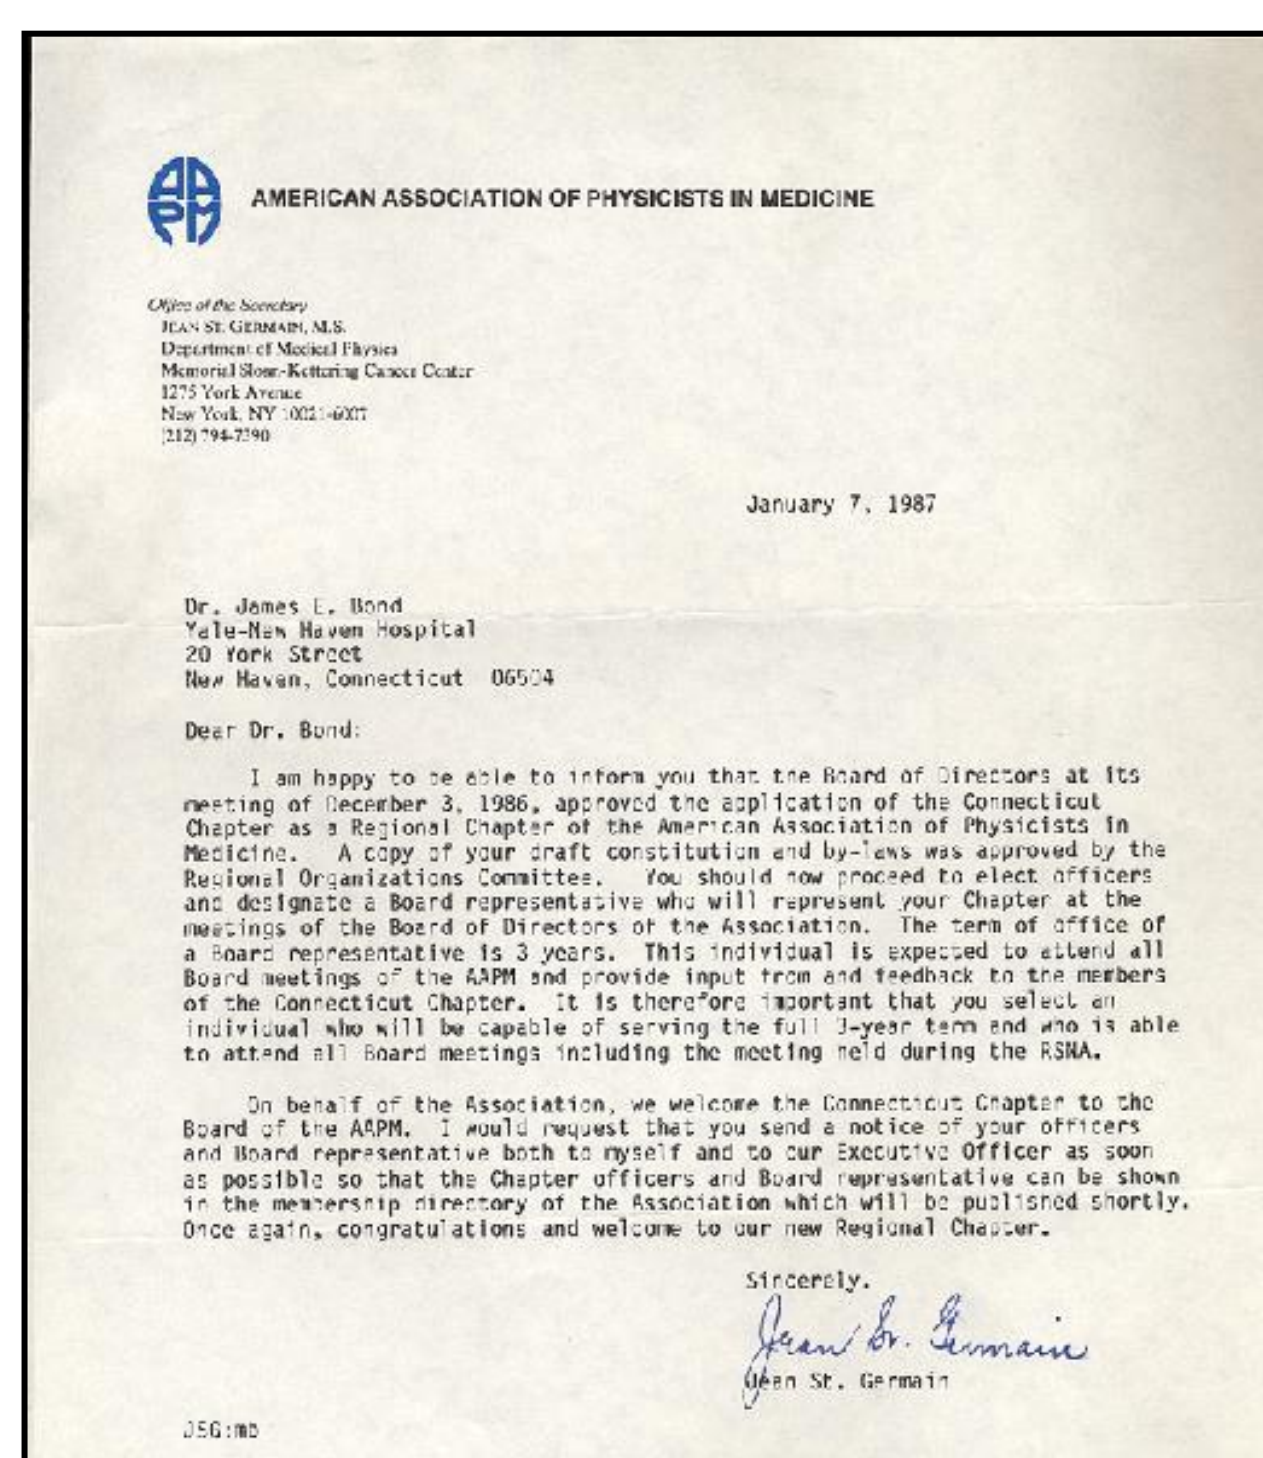 AAPM
AMERICAN ASSOCIATION OF PHYSICISTS IN MEDICINE
Office of the Secretary
JEAN ST. GERMAIN, M.S.
Department of Medical Physics
Memorial Sloan-Kettering Cancer Center
1275 York Avenue
New York, NY 10021-6007
(212) 794-7390
January 7, 1987
Dr. James E. Bond
Yale-New Haven Hospital
20 York Street
New Haven, Connecticut 06504
Dear Dr. Bond:
I am happy to be able to inform you that the Board of Directors at its
meeting of December 3, 1986, approved the application of the Connecticut
Chapter as a Regional Chapter of the American Association of Physicists in
Medicine. A copy of your draft constitution and by-laws was approved by the
Regional Organizations Committee. You should now proceed to elect officers
and designate a Board representative who will represent your Chapter at the
meetings of the Board of Directors of the Association. The term of office of
a Board representative is 3 years. This individual is expected to attend all
Board meetings of the AAPM and provide input from and feedback to the members
of the Connecticut Chapter. It is therefore important that you select an
individual who will be capable of serving the full 3-year term and who is able
to attend all Board meetings including the meeting held during the RSNA.
On behalf of the Association, we welcome the Connecticut Chapter to the
Board of the AAPM. I would request that you send a notice of your officers
and Board representative both to myself and to our Executive Officer as soon
as possible so that the Chapter officers and Board representative can be shown
in the membership directory of the Association which will be published shortly.
Once again, congratulations and welcome to our new Regional Chapter.
Sincerely,
Jean St. Germain
Jean St. Germain
JSG:mb